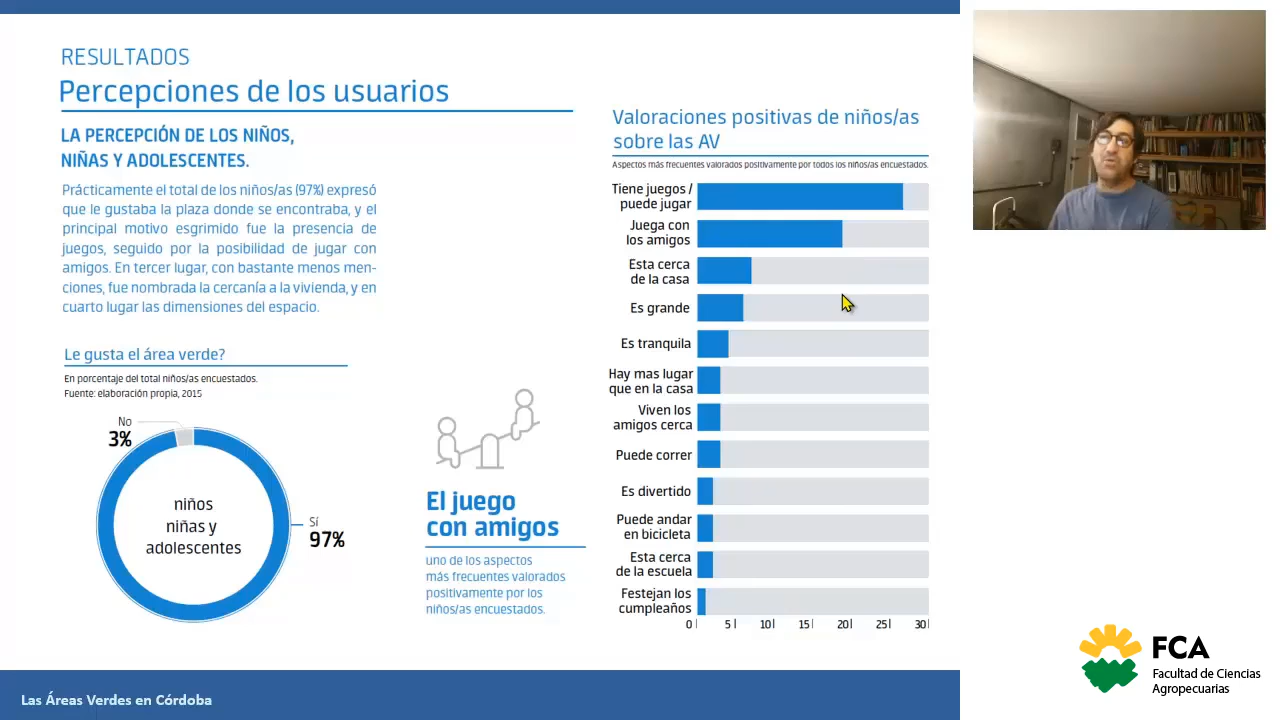 RESULTADOS
Percepciones de los usuarios
LA PERCEPCIÓN DE LOS NIÑOS,
NIÑAS Y ADOLESCENTES.
Prácticamente el total de los niños/as (97%) expresó
que le gustaba la plaza donde se encontraba, y el
principal motivo esgrimido fue la presencia de
juegos, seguido por la posibilidad de jugar con
amigos. En tercer lugar, con bastante menos men-
ciones, fue nombrada la cercanía a la vivienda, y en
cuarto lugar las dimensiones del espacio.
Le gusta el área verde?
En porcentaje del total niños/as encuestados.
Fuente: elaboración propia, 2015
No
3%
niños
niñas y
adolescentes
Sí
97%
El juego
con amigos
uno de los aspectos
más frecuentes valorados
positivamente por los
niños/as encuestados.
Valoraciones positivas de niños/as
sobre las AV
Aspectos más frecuentes valorados positivamente por todos los niños/as encuestados.
Tiene juegos /
puede jugar
Juega con
los amigos
Esta cerca
de la casa
Es grande
Es tranquila
Hay mas lugar
que en la casa
Viven los
amigos cerca
Puede correr
Es divertido
Puede andar
en bicicleta
Esta cerca
de la escuela
Festejan los
cumpleaños
0 5 10 15 20 25 30
FCA
Facultad de Ciencias
Agropecuarias
Las Áreas Verdes en Córdoba